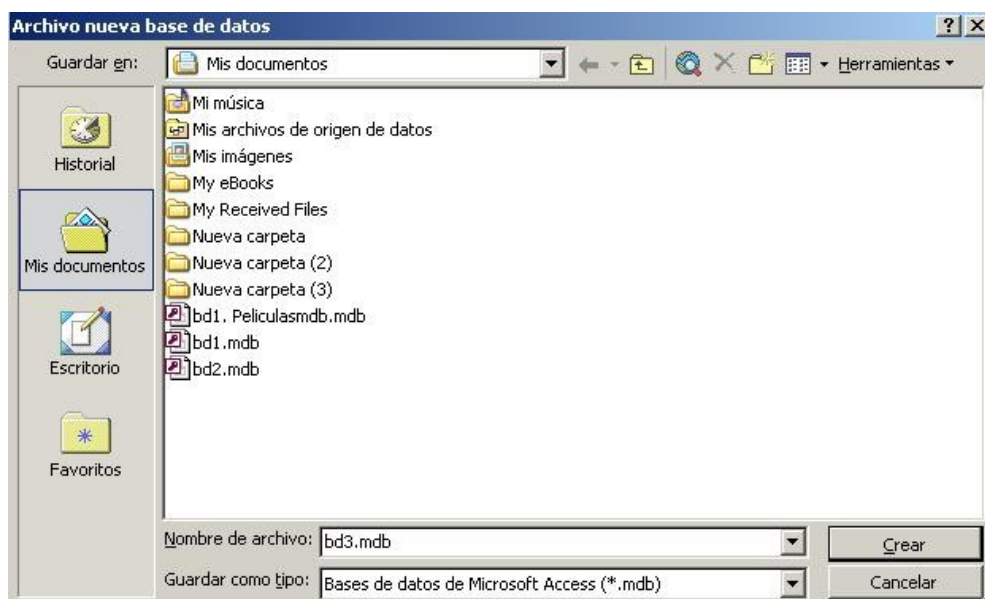 Archivo nueva base de datos
Guardar en: Mis documentos Herramientas
Mi música
Mis archivos de origen de datos
Mis imágenes
My eBooks
My Received Files
Nueva carpeta
Nueva carpeta (2)
Nueva carpeta (3)
bd1. Peliculasmdb.mdb
bd1.mdb
bd2.mdb
Historial
Mis documentos
Escritorio
Favoritos
Nombre de archivo: bd3.mdb Crear
Guardar como tipo: Bases de datos de Microsoft Access (*.mdb) Cancelar